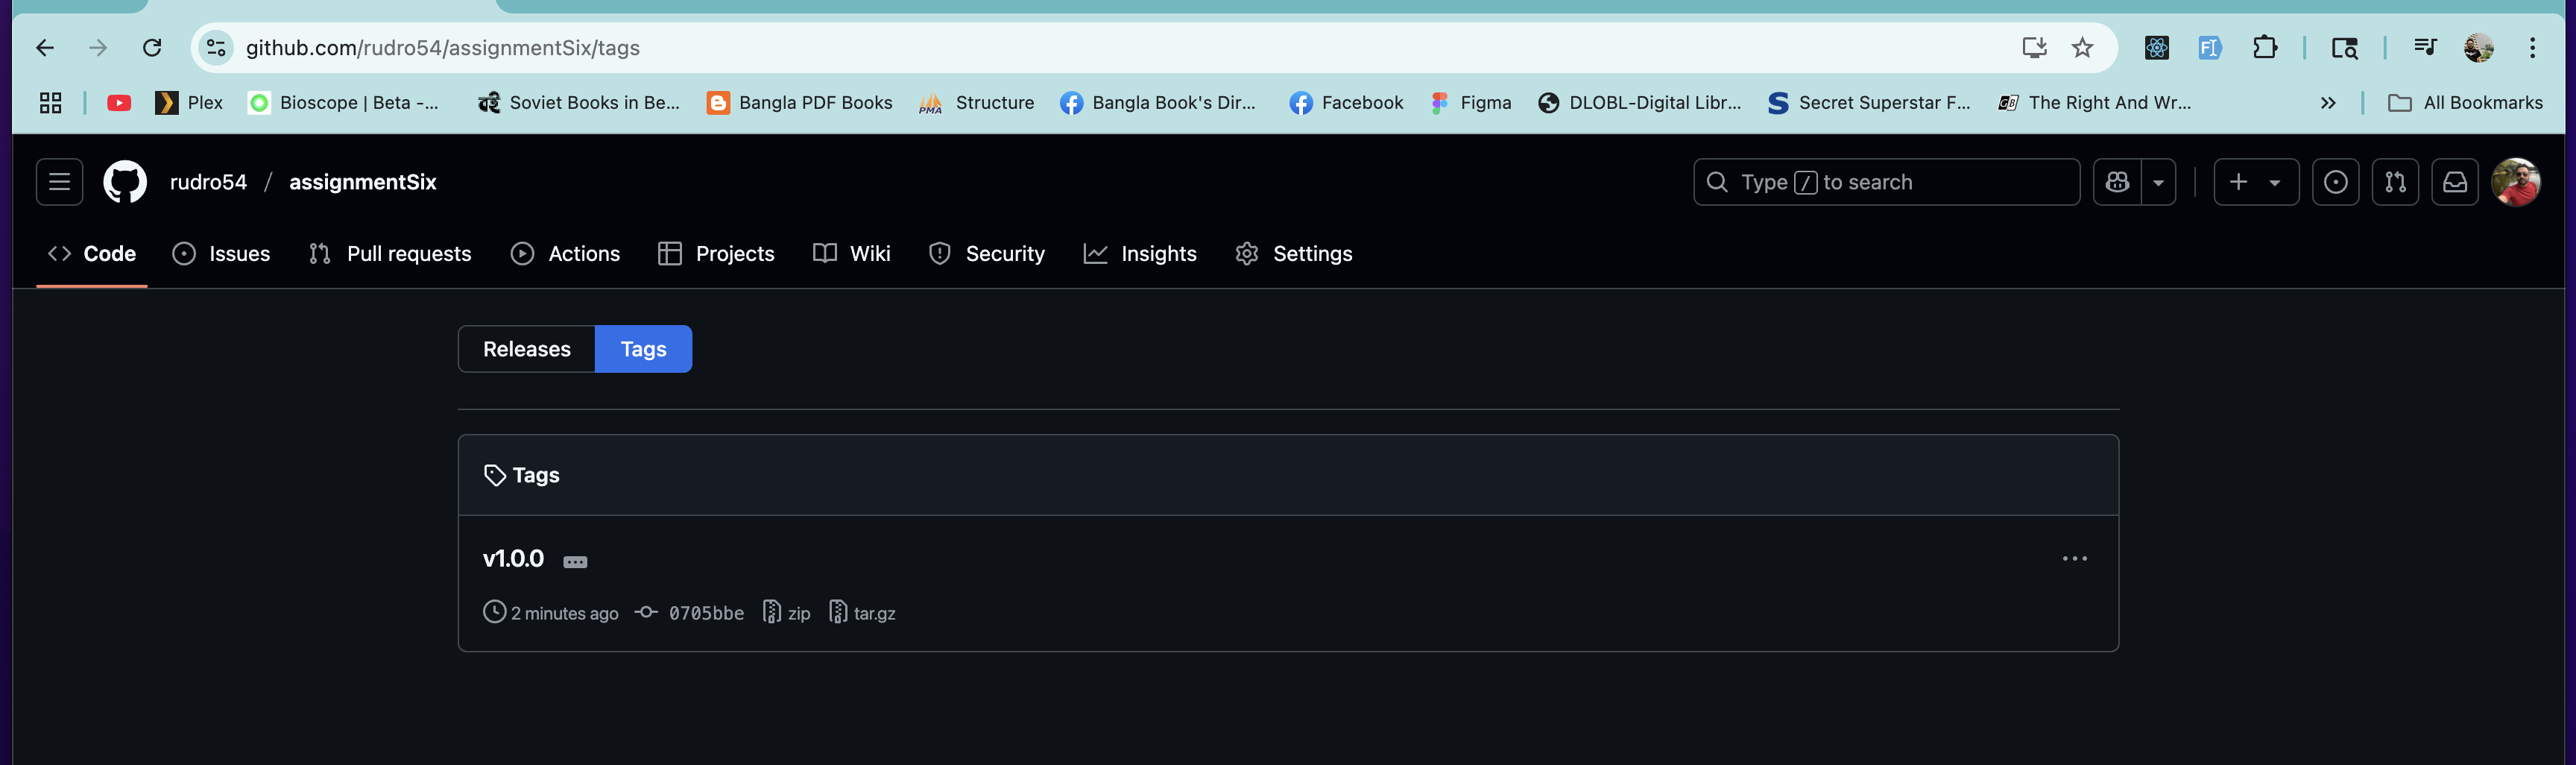 github.com/rudro54/assignmentSix/tags
Plex Bioscope | Beta -... Soviet Books in Be... Bangla PDF Books PMA Structure Bangla Book's Dir... Facebook Figma DLOBL-Digital Libr... Secret Superstar F... GB The Right And Wr... All Bookmarks
rudro54 / assignmentSix Type / to search
Code Issues Pull requests Actions Projects Wiki Security Insights Settings
Releases Tags
Tags
v1.0.0
2 minutes ago 0705bbe zip tar.gz